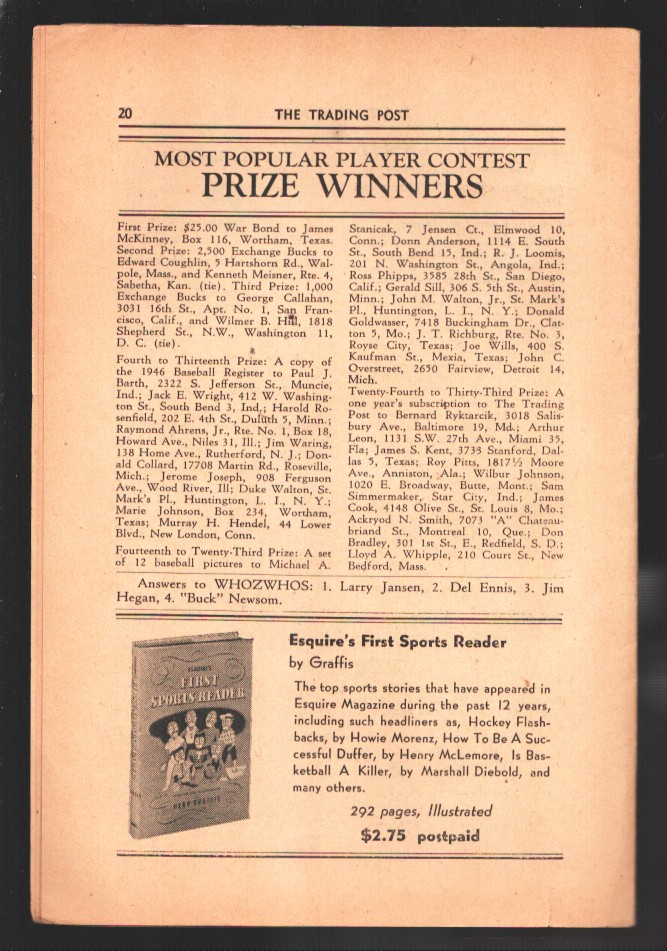 20 THE TRADING POST
MOST POPULAR PLAYER CONTEST
PRIZE WINNERS
First Prize: $25.00 War Bond to James
McKinney, Box 116, Wortham, Texas.
Second Prize: 2,500 Exchange Bucks to
Edward Coughlin, 5 Hartshorn Rd., Wal-
pole, Mass., and Kenneth Meisner, Rte. 4,
Sabetha, Kan. (tie). Third Prize: 1,000
Exchange Bucks to George Callahan,
3031 16th St., Apt. No. 1, San Fran-
cisco, Calif., and Wilmer B. Hill, 1818
Shepherd St., N.W., Washington 11,
D. C. (tie).
Fourth to Thirteenth Prize: A copy of
the 1946 Baseball Register to Paul J.
Barth, 2322 S. Jefferson St., Muncie,
Ind.; Jack E. Wright, 412 W. Washing-
ton St., South Bend 3, Ind,; Harold Ro-
senfield, 202 E. 4th St., Duluth 5, Minn.;
Raymond Ahrens, Jr., Rte. No. 1, Box 18,
Howard Ave., Niles 31, Ill.; Jim Waring,
138 Home Ave., Rutherford, N. J.; Don-
ald Collard, 17708 Martin Rd., Roseville,
Mich.; Jerome Joseph, 908 Ferguson
Ave., Wood River, Ill; Duke Walton, St.
Mark's Pl., Huntington, L. I., N. Y.;
Marie Johnson, Box 234, Wortham,
Texas; Murray H. Hendel, 44 Lower
Blvd., New London, Conn.
Fourteenth to Twenty-Third Prize: A set
of 12 baseball pictures to Michael A.
Stanicak, 7 Jensen Ct., Elmwood 10,
Conn.; Donn Anderson, 1114 E. South
St., South Bend 15, Ind.; R. J. Loomis,
201 N. Washington St., Angola, Ind.;
Ross Phipps, 3585 28th St., San Diego,
Calif.; Gerald Sill, 306 S. 5th St., Austin,
Minn.; John M. Walton, Jr., St. Mark's
Pl., Huntington, L. I., N. Y.; Donald
Goldwasser, 7418 Buckingham Dr., Clat-
ton 5, Mo.; J. T. Richburg, Rte. No. 3,
Royse City, Texas; Joe Wills, 400 S.
Kaufman St., Mexia, Texas; John C.
Overstreet, 2650 Fairview, Detroit 14,
Mich.
Twenty-Fourth to Thirty-Third Prize: A
one year's subscription to The Trading
Post to Bernard Ryktarcik, 3018 Salis-
bury Ave., Baltimore 19, Md.; Arthur
Leon, 1131 S.W. 27th Ave., Miami 35,
Fla; James S. Kent, 3735 Stanford, Dal-
las 5, Texas; Roy Pitts, 1817½ Moore
Ave., Anniston, Ala.; Wilbur Johnson,
1020 E. Broadway, Butte, Mont.; Sam
Simmermaker, Star City, Ind.; James
Cook, 4148 Olive St., St. Louis 8, Mo.;
Ackryod N. Smith, 7073 "A" Chateau-
briand St., Montreal 10, Que.; Don
Bradley, 301 1st St., E., Redfield, S. D.;
Lloyd A. Whipple, 210 Court St., New
Bedford, Mass.
Answers to WHOZWHOS: 1. Larry Jansen, 2. Del Ennis, 3. Jim
Hegan, 4. "Buck" Newsom.
ESQUIRE'S
FIRST
SPORTS READER
HERB GRAFFIS
Esquire's First Sports Reader
by Graffis
The top sports stories that have appeared in
Esquire Magazine during the past 12 years,
including such headliners as, Hockey Flash-
backs, by Howie Morenz, How To Be A Suc-
cessful Duffer, by Henry McLemore, Is Bas-
ketball A Killer, by Marshall Diebold, and
many others.
292 pages, Illustrated
$2.75 postpaid